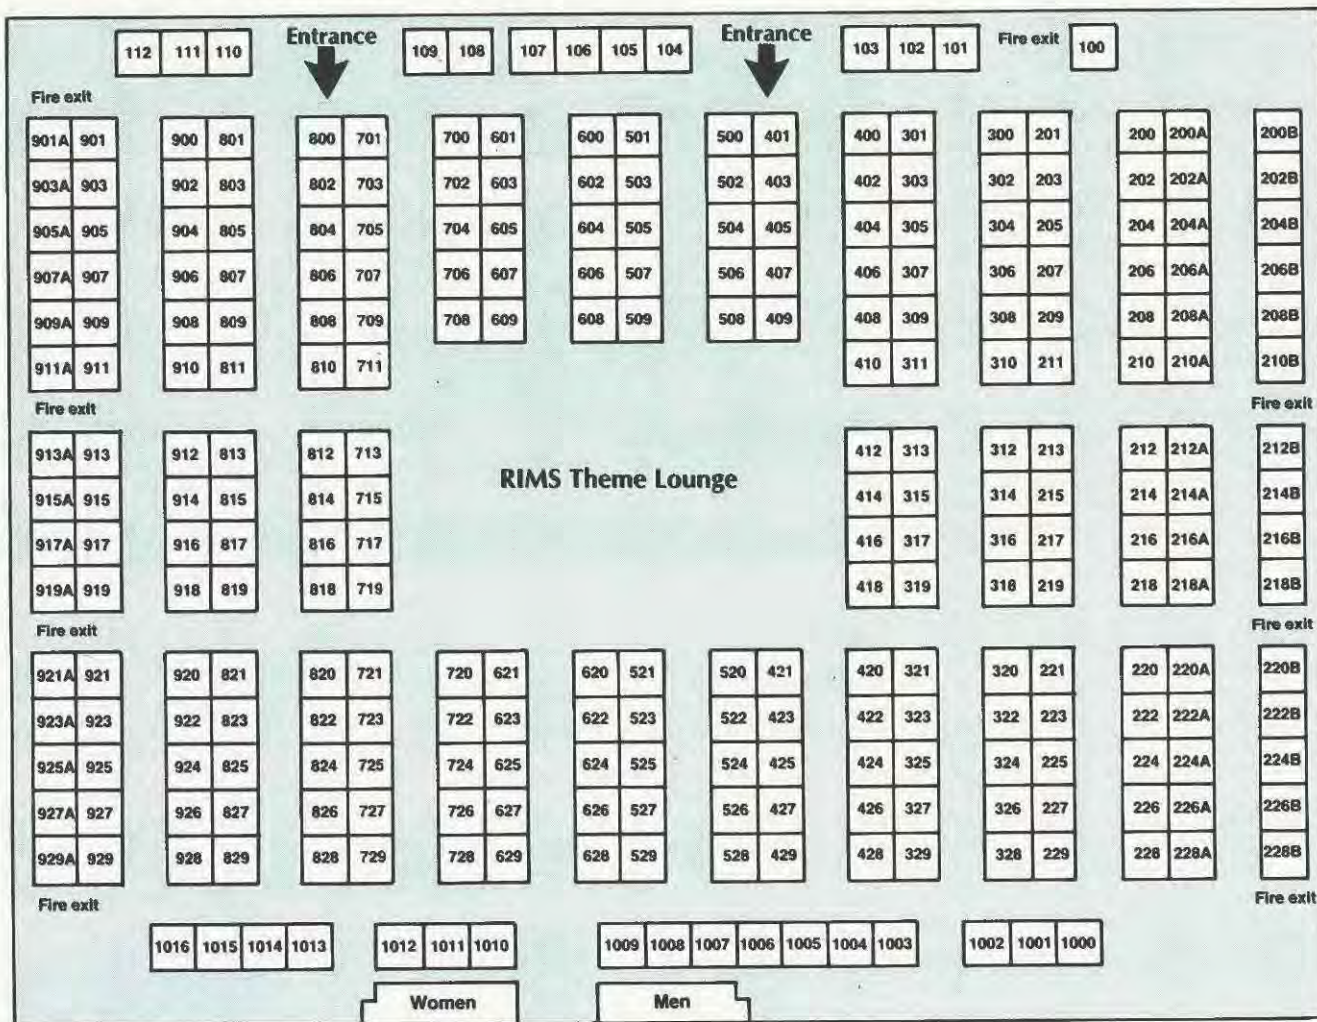 112 111 110 Entrance 109 108 107 106 105 104 Entrance 103 102 101 Fire exit 100
Fire exit
901A 901 900 801 800 701 700 601 600 501 500 401 400 301 300 201 200 200A 200B
903A 903 902 803 802 703 702 603 602 503 502 403 402 303 302 203 202 202A 202B
905A 905 904 805 804 705 704 605 604 505 504 405 404 305 304 205 204 204A 204B
907A 907 906 807 806 707 706 607 606 507 506 407 406 307 306 207 206 206A 206B
909A 909 908 809 808 709 708 609 608 509 508 409 408 309 308 209 208 208A 208B
911A 911 910 811 810 711 410 311 310 211 210 210A 210B
Fire exit Fire exit
913A 913 912 813 812 713 412 313 312 213 212 212A 212B
RIMS Theme Lounge
915A 915 914 815 814 715 414 315 314 215 214 214A 214B
917A 917 916 817 816 717 416 317 316 217 216 216A 216B
919A 919 918 819 818 719 418 319 318 219 218 218A 218B
Fire exit Fire exit
921A 921 920 821 820 721 720 621 620 521 520 421 420 321 320 221 220 220A 220B
923A 923 922 823 822 723 722 623 622 523 522 423 422 323 322 223 222 222A 222B
925A 925 924 825 824 725 724 625 624 525 524 425 424 325 324 225 224 224A 224B
927A 927 926 827 826 727 726 627 626 527 526 427 426 327 326 227 226 226A 226B
929A 929 928 829 828 729 728 629 628 529 528 429 428 329 328 229 228 228A 228B
Fire exit Fire exit
1016 1015 1014 1013 1012 1011 1010 1009 1008 1007 1006 1005 1004 1003 1002 1001 1000
Women Men